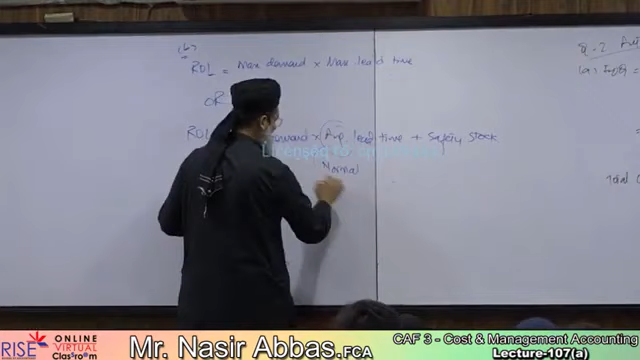 (b)
ROL = Max demand x Max lead time
OR
ROL demand x Avg lead time + Safety Stock
Normal
Q-2
(a)
Total
Licensed to
RISE ONLINE VIRTUAL Classroom
Mr. Nasir Abbas.FCA
CAF 3 - Cost & Management Accounting
Lecture-107(a)